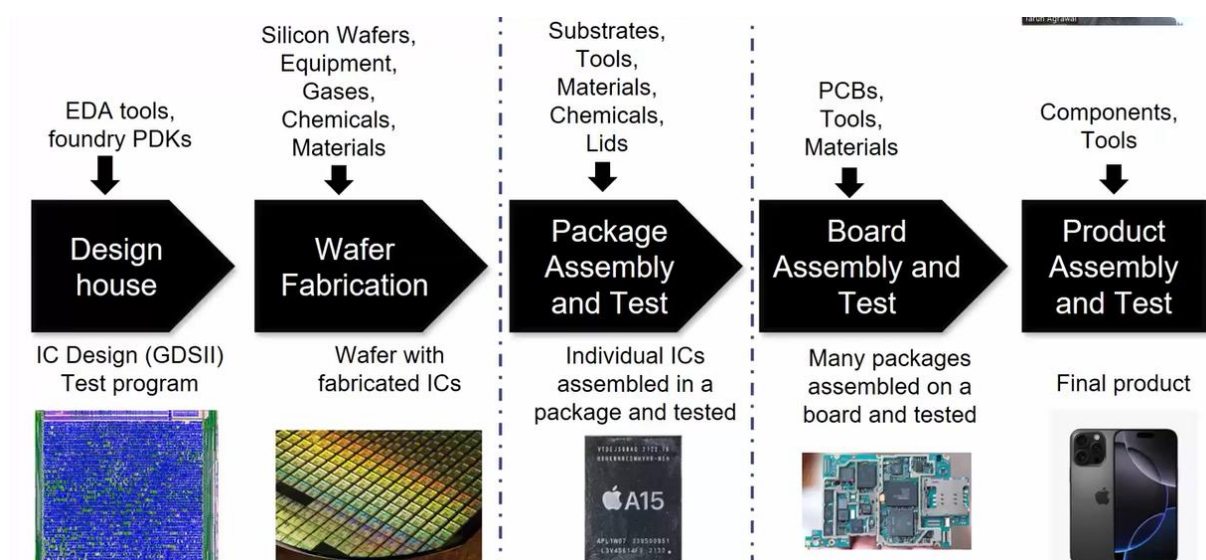 Tarun Agrawal
EDA tools,
foundry PDKs
Design
house
IC Design (GDSII)
Test program
Silicon Wafers,
Equipment,
Gases,
Chemicals,
Materials
Wafer
Fabrication
Wafer with
fabricated ICs
Substrates,
Tools,
Materials,
Chemicals,
Lids
Package
Assembly
and Test
Individual ICs
assembled in a
package and tested
A15
PCBs,
Tools,
Materials
Board
Assembly and
Test
Many packages
assembled on a
board and tested
Components,
Tools
Product
Assembly
and Test
Final product